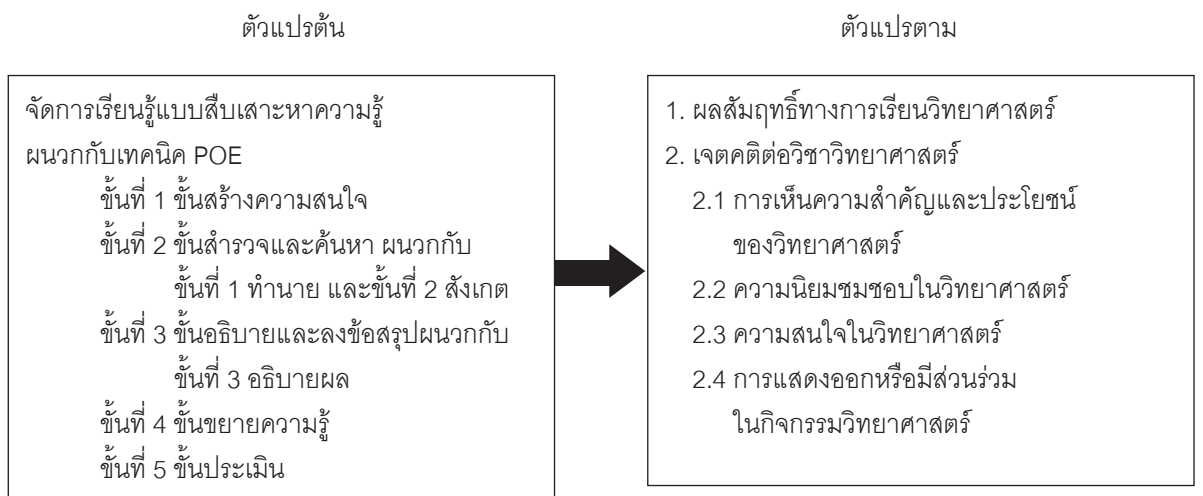 ตัวแปรต้น
จัดการเรียนรู้แบบสืบเสาะหาความรู้
ผนวกกับเทคนิค POE
ขั้นที่ 1 ขั้นสร้างความสนใจ
ขั้นที่ 2 ขั้นสำรวจและค้นหา ผนวกกับ
ขั้นที่ 1 ทำนาย และขั้นที่ 2 สังเกต
ขั้นที่ 3 ขั้นอธิบายและลงข้อสรุปผนวกกับ
ขั้นที่ 3 อธิบายผล
ขั้นที่ 4 ขั้นขยายความรู้
ขั้นที่ 5 ขั้นประเมิน
ตัวแปรตาม
1. ผลสัมฤทธิ์ทางการเรียนวิทยาศาสตร์
2. เจตคติต่อวิชาวิทยาศาสตร์
2.1 การเห็นความสำคัญและประโยชน์
ของวิทยาศาสตร์
2.2 ความนิยมชมชอบในวิทยาศาสตร์
2.3 ความสนใจในวิทยาศาสตร์
2.4 การแสดงออกหรือมีส่วนร่วม
ในกิจกรรมวิทยาศาสตร์